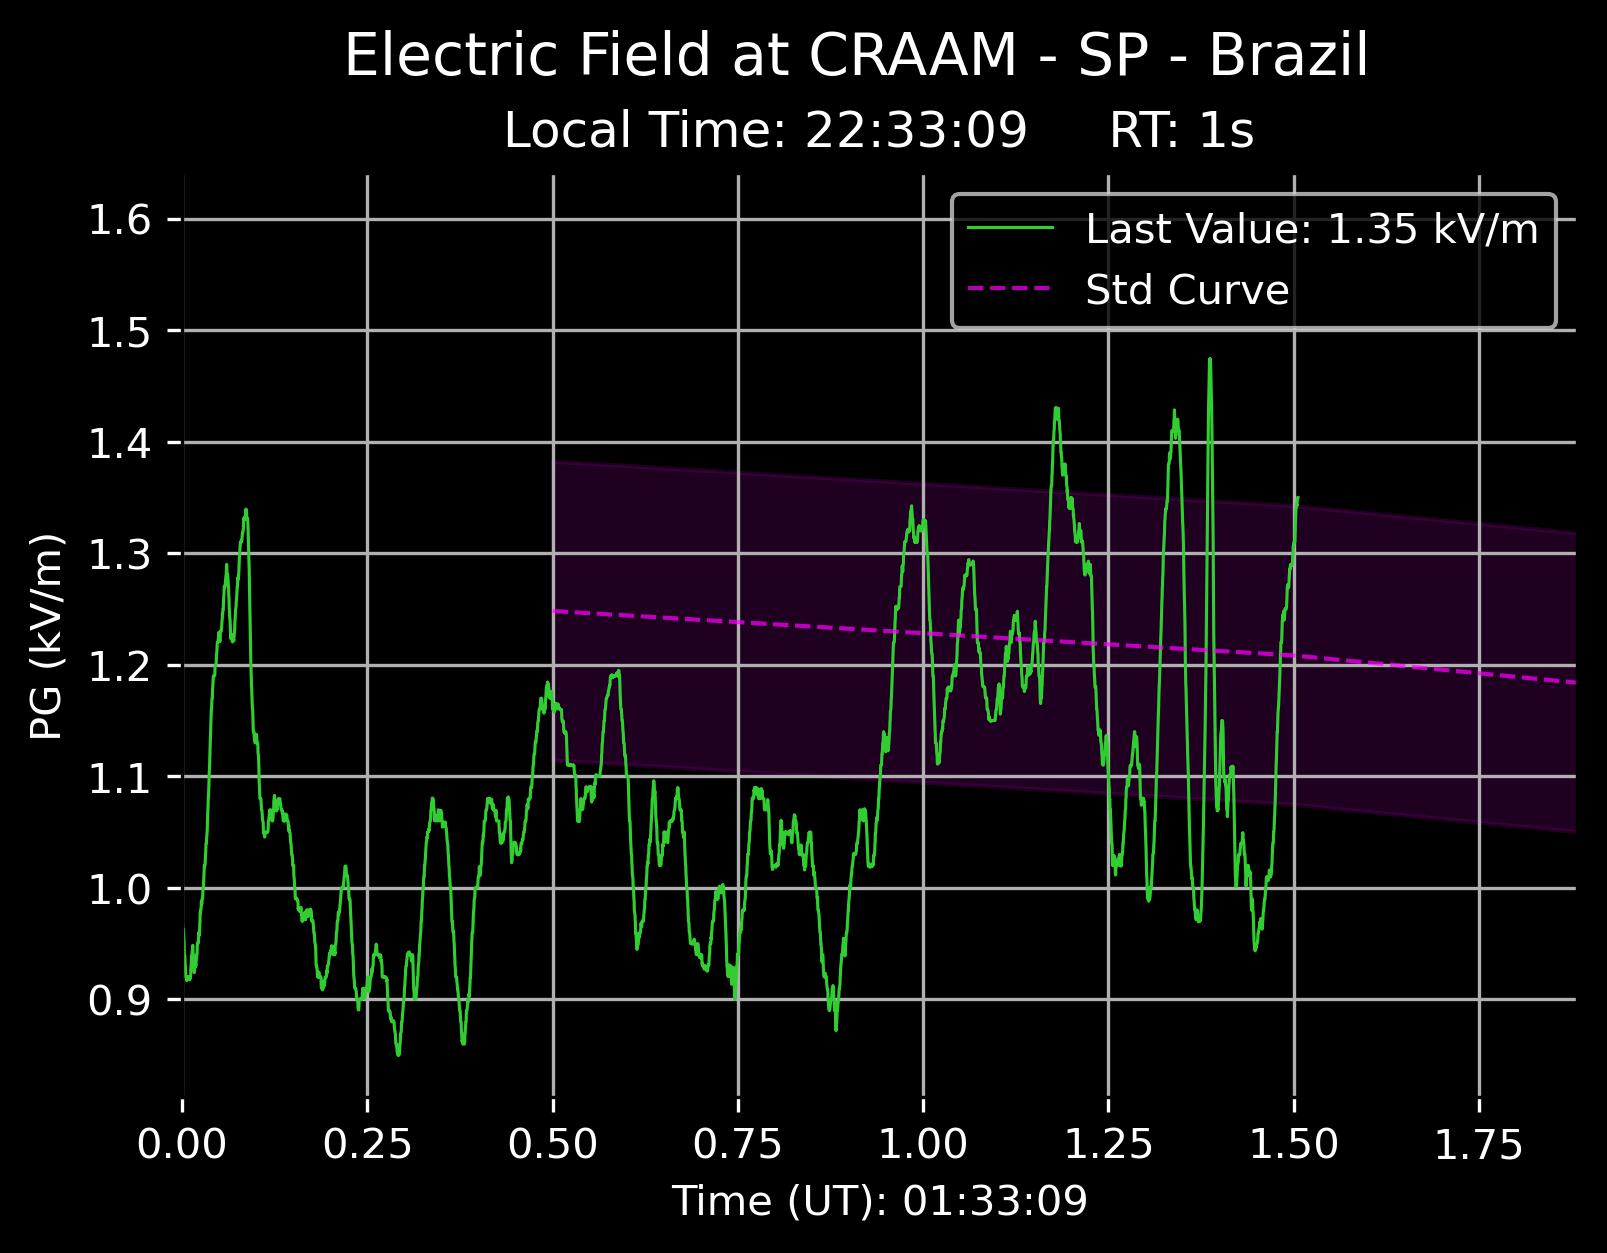 Electric Field at CRAAM - SP - Brazil
Local Time: 22:33:09 RT: 1s
Last Value: 1.35 kV/m
Std Curve
PG (kV/m)
1.6
1.5
1.4
1.3
1.2
1.1
1.0
0.9
0.00 0.25 0.50 0.75 1.00 1.25 1.50 1.75
Time (UT): 01:33:09